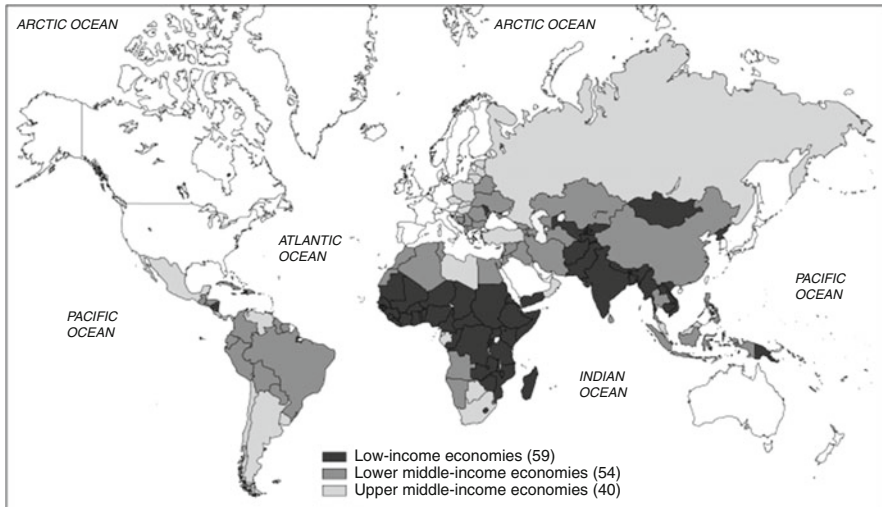 ARCTIC OCEAN
ARCTIC OCEAN
ATLANTIC
OCEAN
PACIFIC
OCEAN
PACIFIC
OCEAN
INDIAN
OCEAN
Low-income economies (59)
Lower middle-income economies (54)
Upper middle-income economies (40)